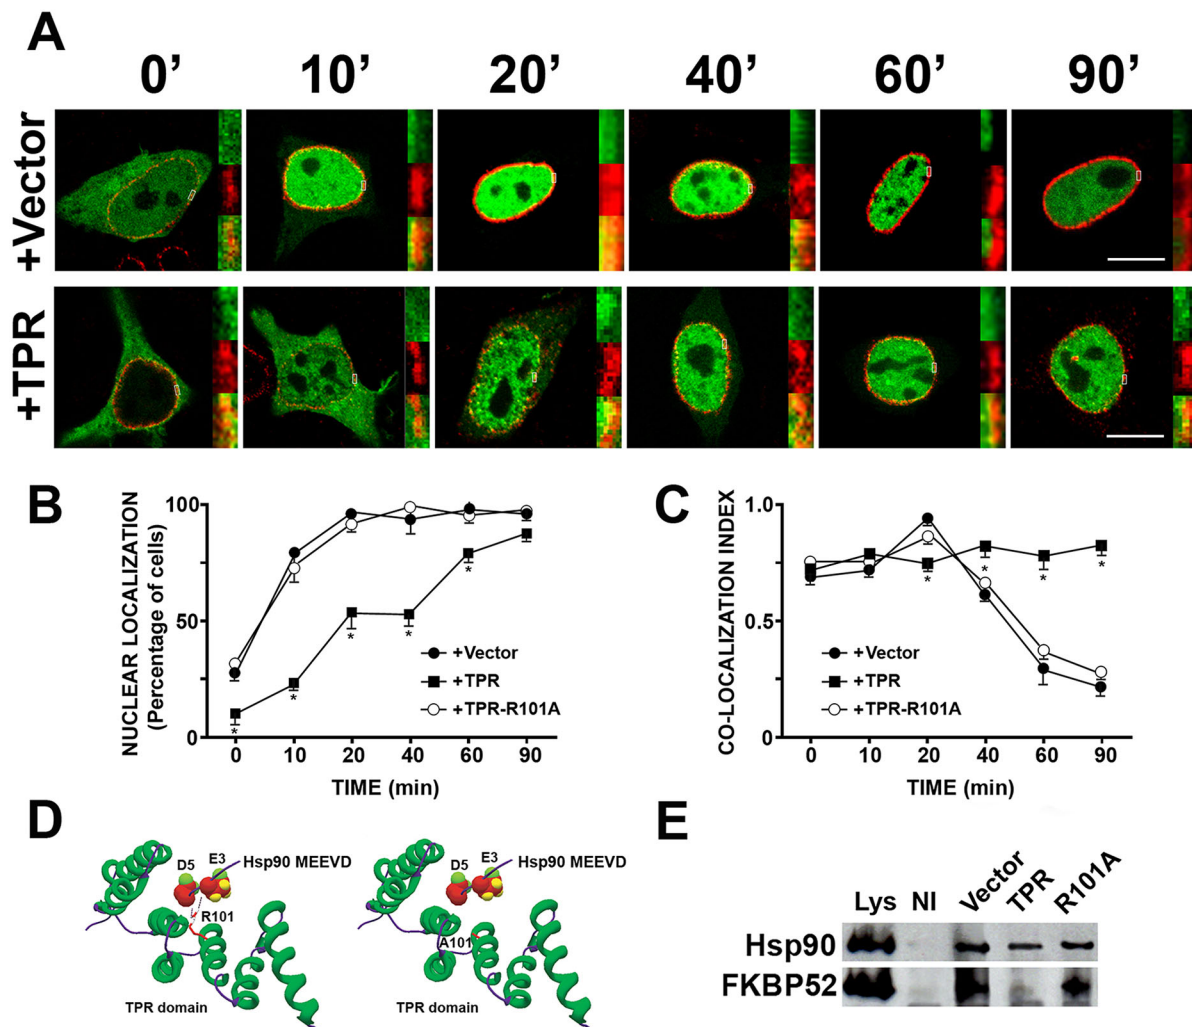 A
0’ 10’ 20’ 40’ 60’ 90’
+Vector
+TPR
B
NUCLEAR LOCALIZATION
(Percentage of cells)
100
50
0
+Vector
+TPR
+TPR-R101A
* * * * *
0 10 20 40 60 90
TIME (min)
C
CO-LOCALIZATION INDEX
1.0
0.5
0
+Vector
+TPR
+TPR-R101A
* * * *
0 10 20 40 60 90
TIME (min)
D
D5 E3 Hsp90 MEEVD
R101
TPR domain
D5 E3 Hsp90 MEEVD
A101
TPR domain
E
Lys NI Vector TPR R101A
Hsp90
FKBP52